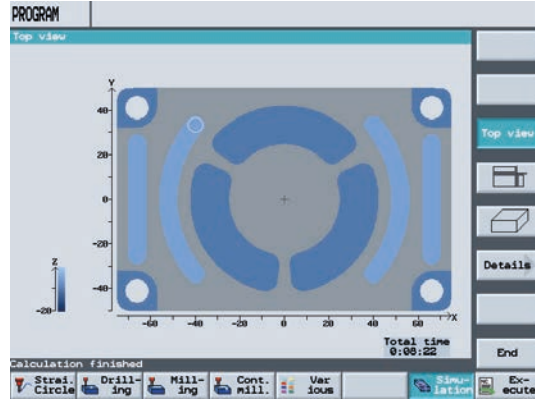 PROGRAM
Top view
Y
40
20
0
-20
-40
Z
-20
-60
-40
-20
0
20
40
60
X
Top view
Details
End
Total time
0:08:22
Calculation finished
Strai. Circle
Drill- ing
Mill- ing
Cont. mill.
Var ious
Simu- lation
Ex- ecute